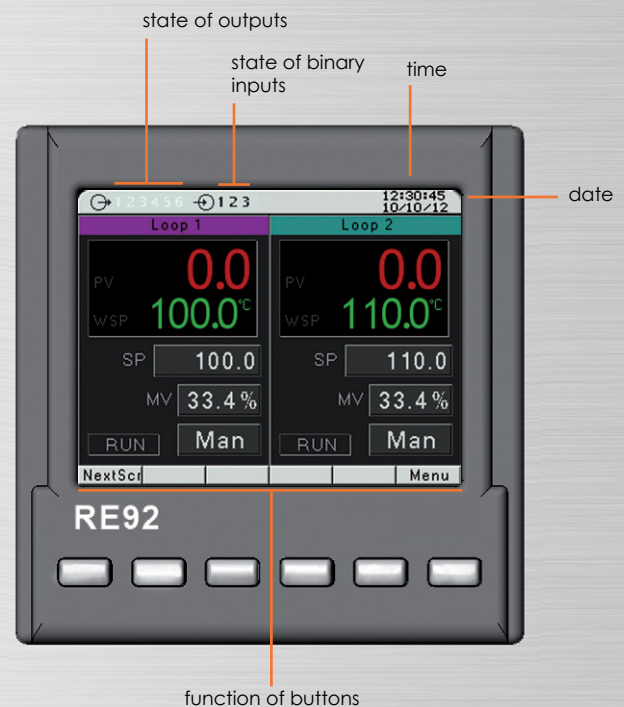 state of outputs
state of binary
inputs
time
date
123456 123 12:30:45
10/10/12
Loop 1 Loop 2
PV 0.0 PV 0.0
WSP 100.0°C WSP 110.0°C
SP 100.0 SP 110.0
MV 33.4% MV 33.4%
RUN Man RUN Man
NextScr Menu
RE92
function of buttons